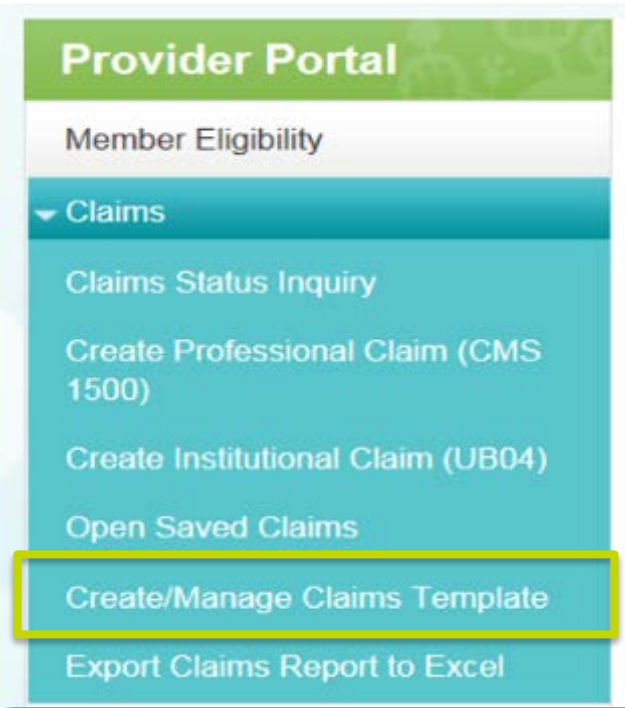 Provider Portal
Member Eligibility
Claims
Claims Status Inquiry
Create Professional Claim (CMS
1500)
Create Institutional Claim (UB04)
Open Saved Claims
Create/Manage Claims Template
Export Claims Report to Excel